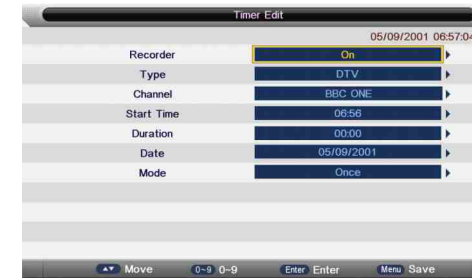 Timer Edit
05/09/2001 06:57:04
Recorder On
Type DTV
Channel BBC ONE
Start Time 06:56
Duration 00:00
Date 05/09/2001
Mode Once
Move 0~9 0~9 Enter Enter Menu Save